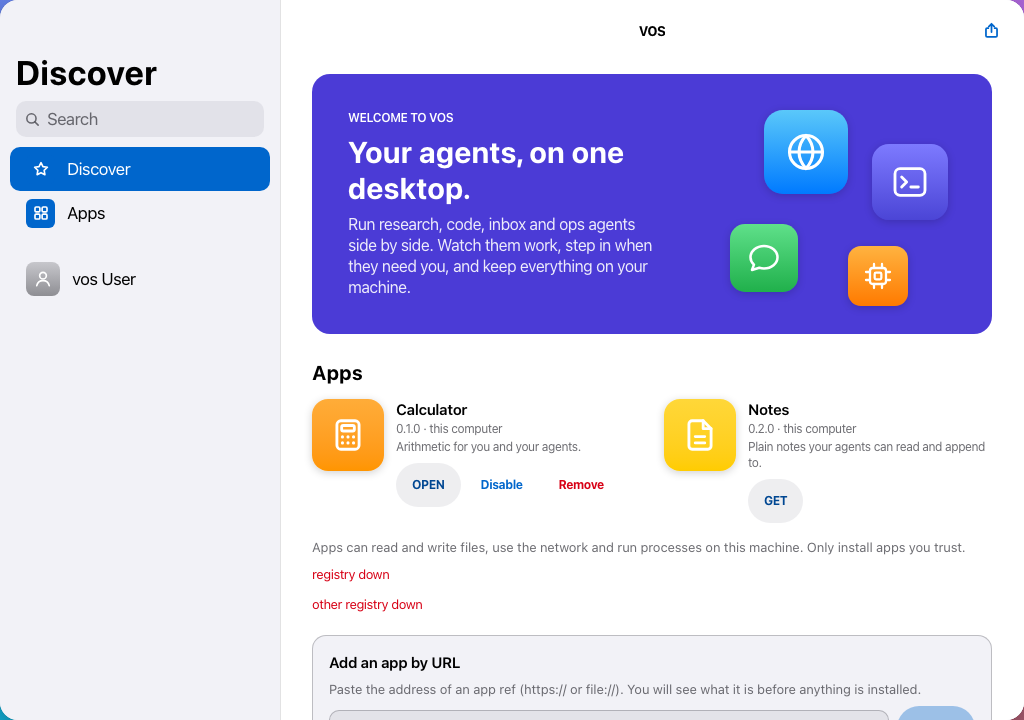 vos
Discover
Search
Discover
Apps
vos User
WELCOME TO VOS
Your agents, on one
desktop.
Run research, code, inbox and ops agents
side by side. Watch them work, step in when
they need you, and keep everything on your
machine.
Apps
Calculator
0.1.0 · this computer
Arithmetic for you and your agents.
OPEN
Disable
Remove
Notes
0.2.0 · this computer
Plain notes your agents can read and append
to.
GET
Apps can read and write files, use the network and run processes on this machine. Only install apps you trust.
registry down
other registry down
Add an app by URL
Paste the address of an app ref (https:// or file://). You will see what it is before anything is installed.